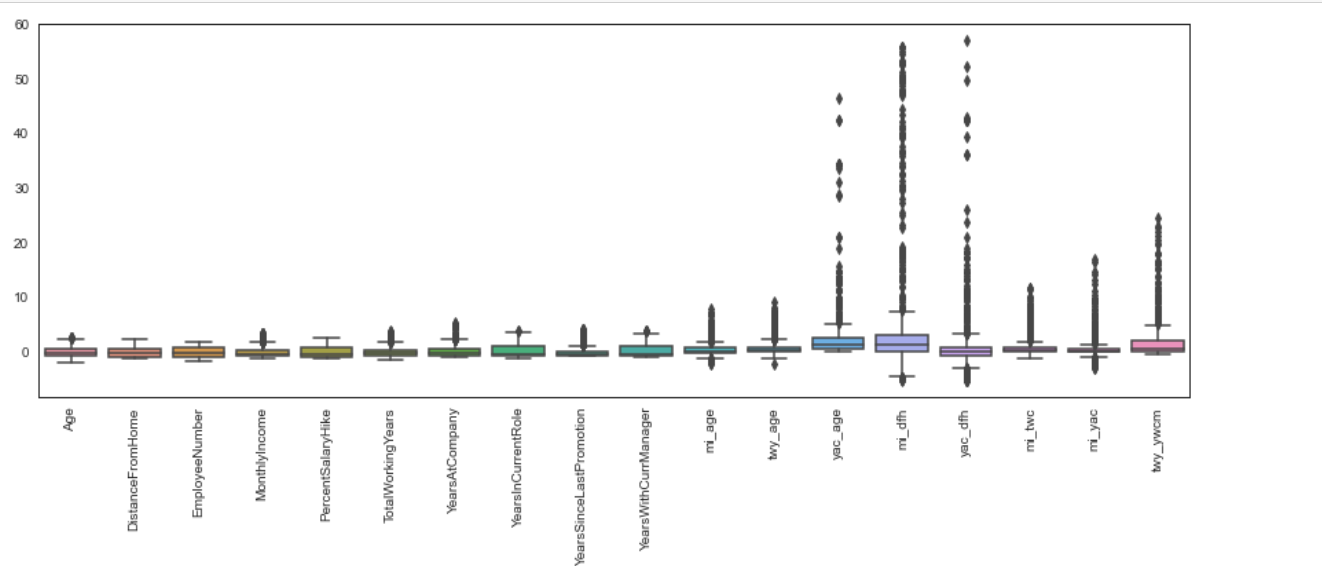 60
50
40
30
20
10
0
Age
DistanceFromHome
EmployeeNumber
MonthlyIncome
PercentSalaryHike
TotalWorkingYears
YearsAtCompany
YearsInCurrentRole
YearsSinceLastPromotion
YearsWithCurrManager
mi_age
twy_age
yac_age
mi_dfh
yac_dfh
mi_twc
mi_yac
twy_ywcm